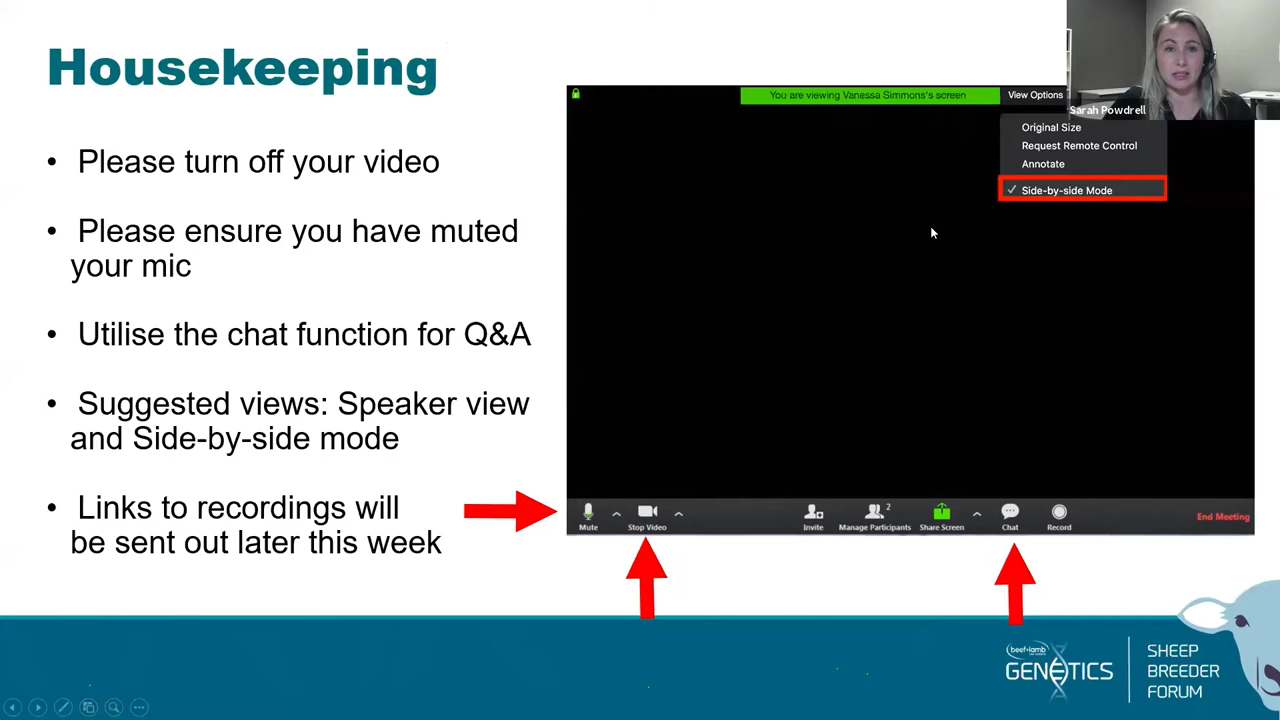 Housekeeping
• Please turn off your video
• Please ensure you have muted
your mic
• Utilise the chat function for Q&A
• Suggested views: Speaker view
and Side-by-side mode
• Links to recordings will
be sent out later this week
You are viewing Vanessa Simmons's screen
View Options
Sarah Powdrell
Original Size
Request Remote Control
Annotate
✓ Side-by-side Mode
Mute
Stop Video
Invite
2
Manage Participants
Share Screen
Chat
Record
End Meeting
beef+lamb
GENETICS
SHEEP
BREEDER
FORUM